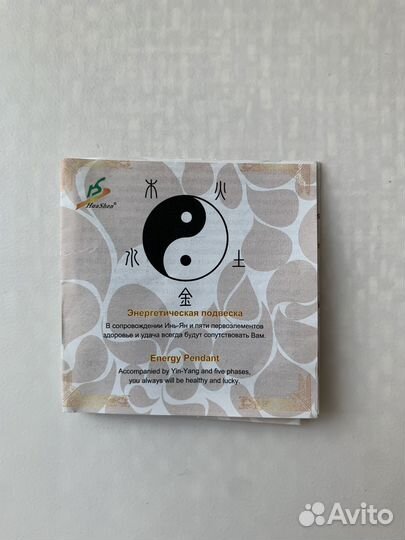 HuaShen®
木 火
水 土
金
Энергетическая подвеска
В сопровождении Инь-Ян и пяти первоэлементов
здоровье и удача всегда будут сопутствовать Вам.
Energy Pendant
Accompanied by Yin-Yang and five phases,
you always will be healthy and lucky.
Avito